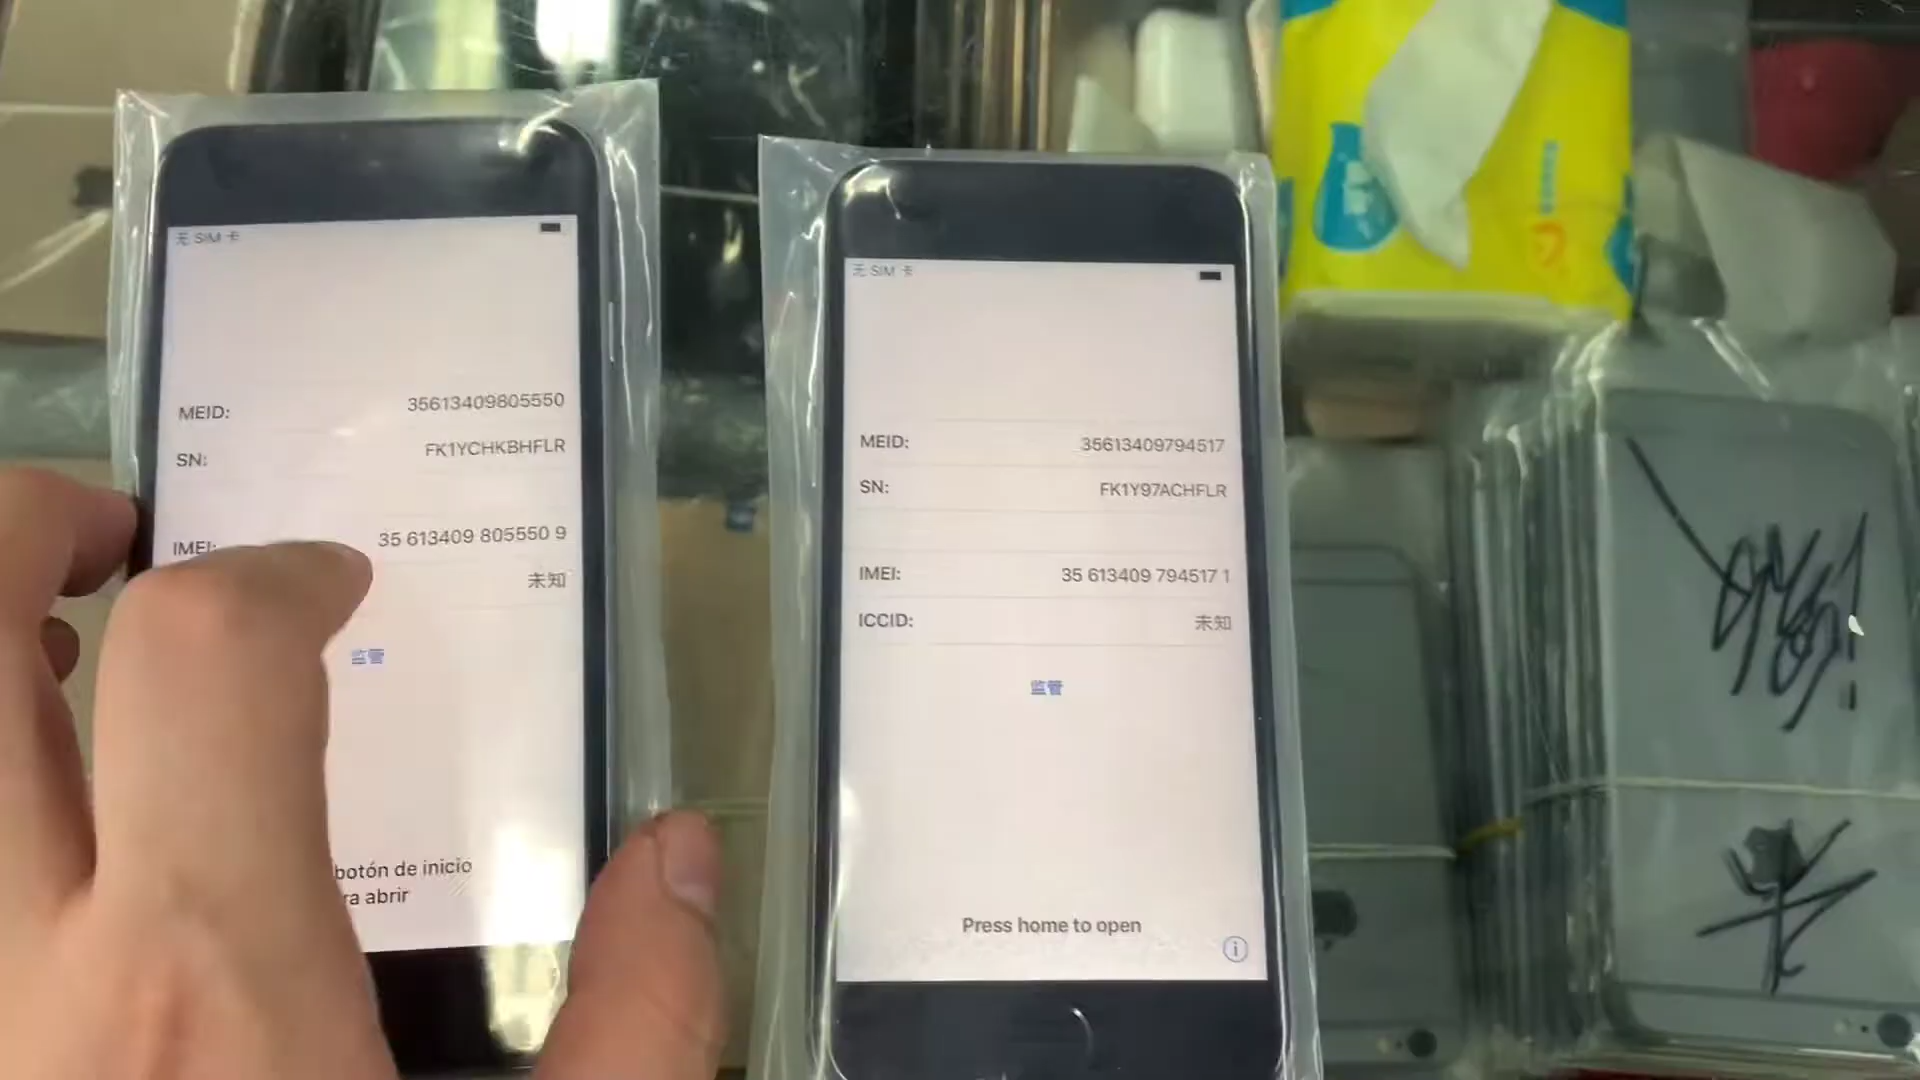 无 SIM 卡
MEID:
35613409805550
SN:
FK1YCHKBHFLR
IMEI:
35 613409 805550 9
未知
监管
botón de inicio
ra abrir
无 SIM 卡
MEID:
35613409794517
SN:
FK1Y97ACHFLR
IMEI:
35 613409 794517 1
ICCID:
未知
监管
Press home to open